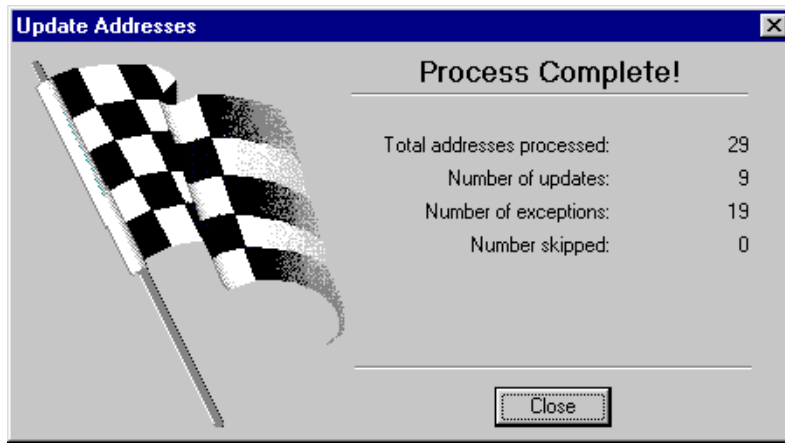 Update Addresses
Process Complete!
Total addresses processed: 29
Number of updates: 9
Number of exceptions: 19
Number skipped: 0
Close